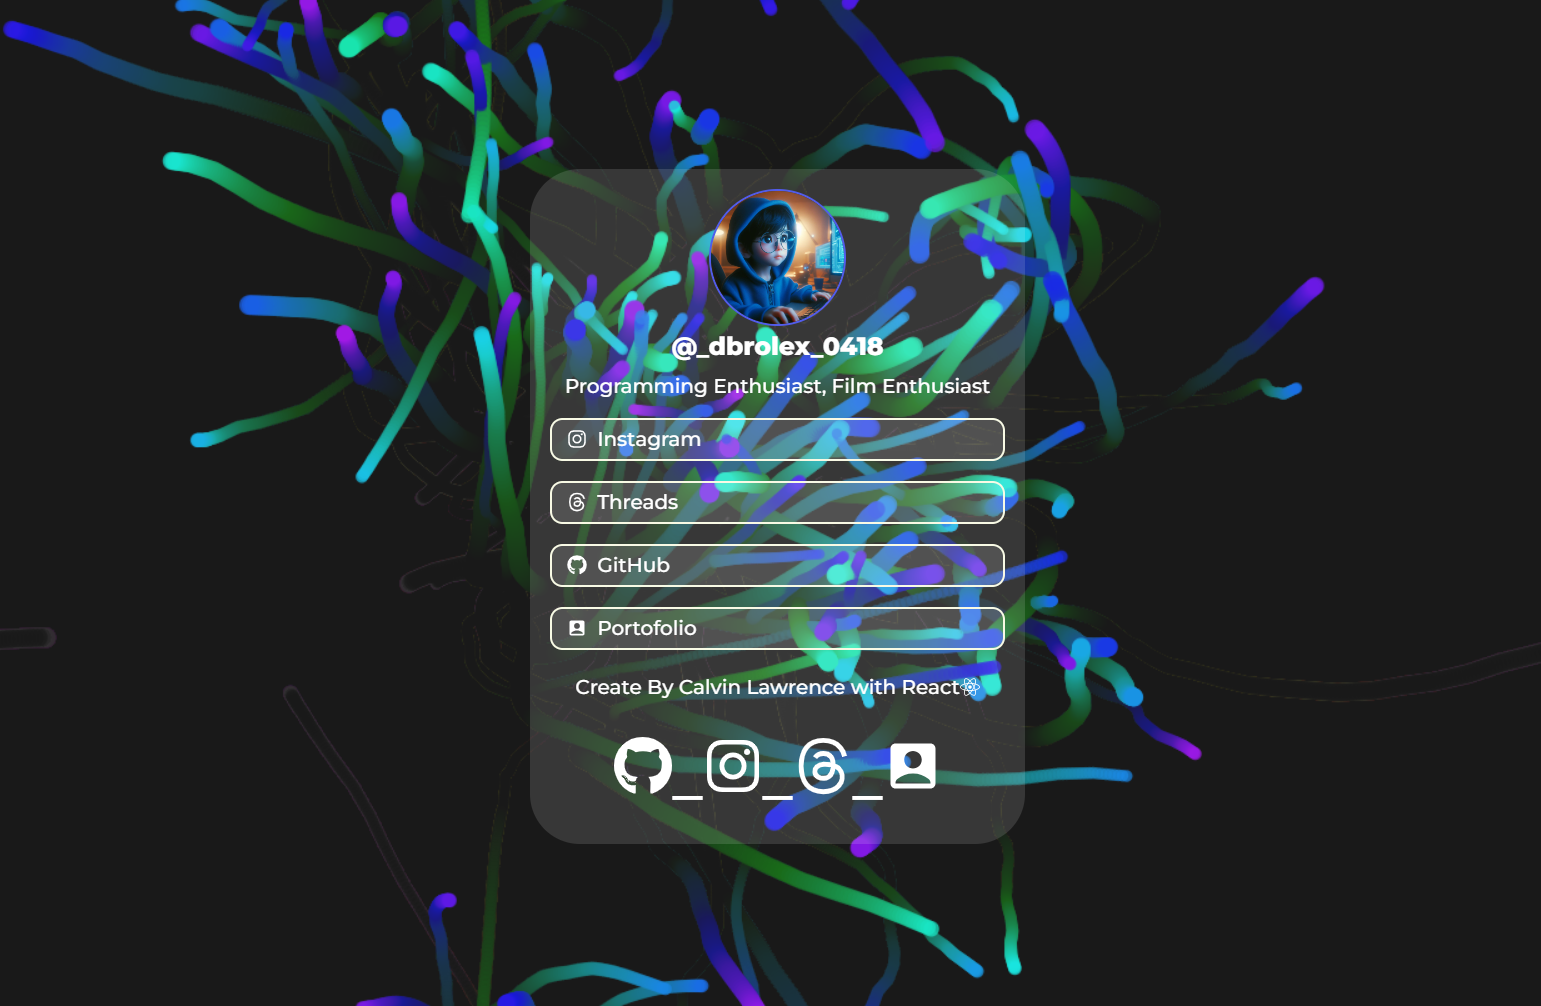 @_dbrolex_0418
Programming Enthusiast, Film Enthusiast
Instagram
Threads
GitHub
Portofolio
Create By Calvin Lawrence with React